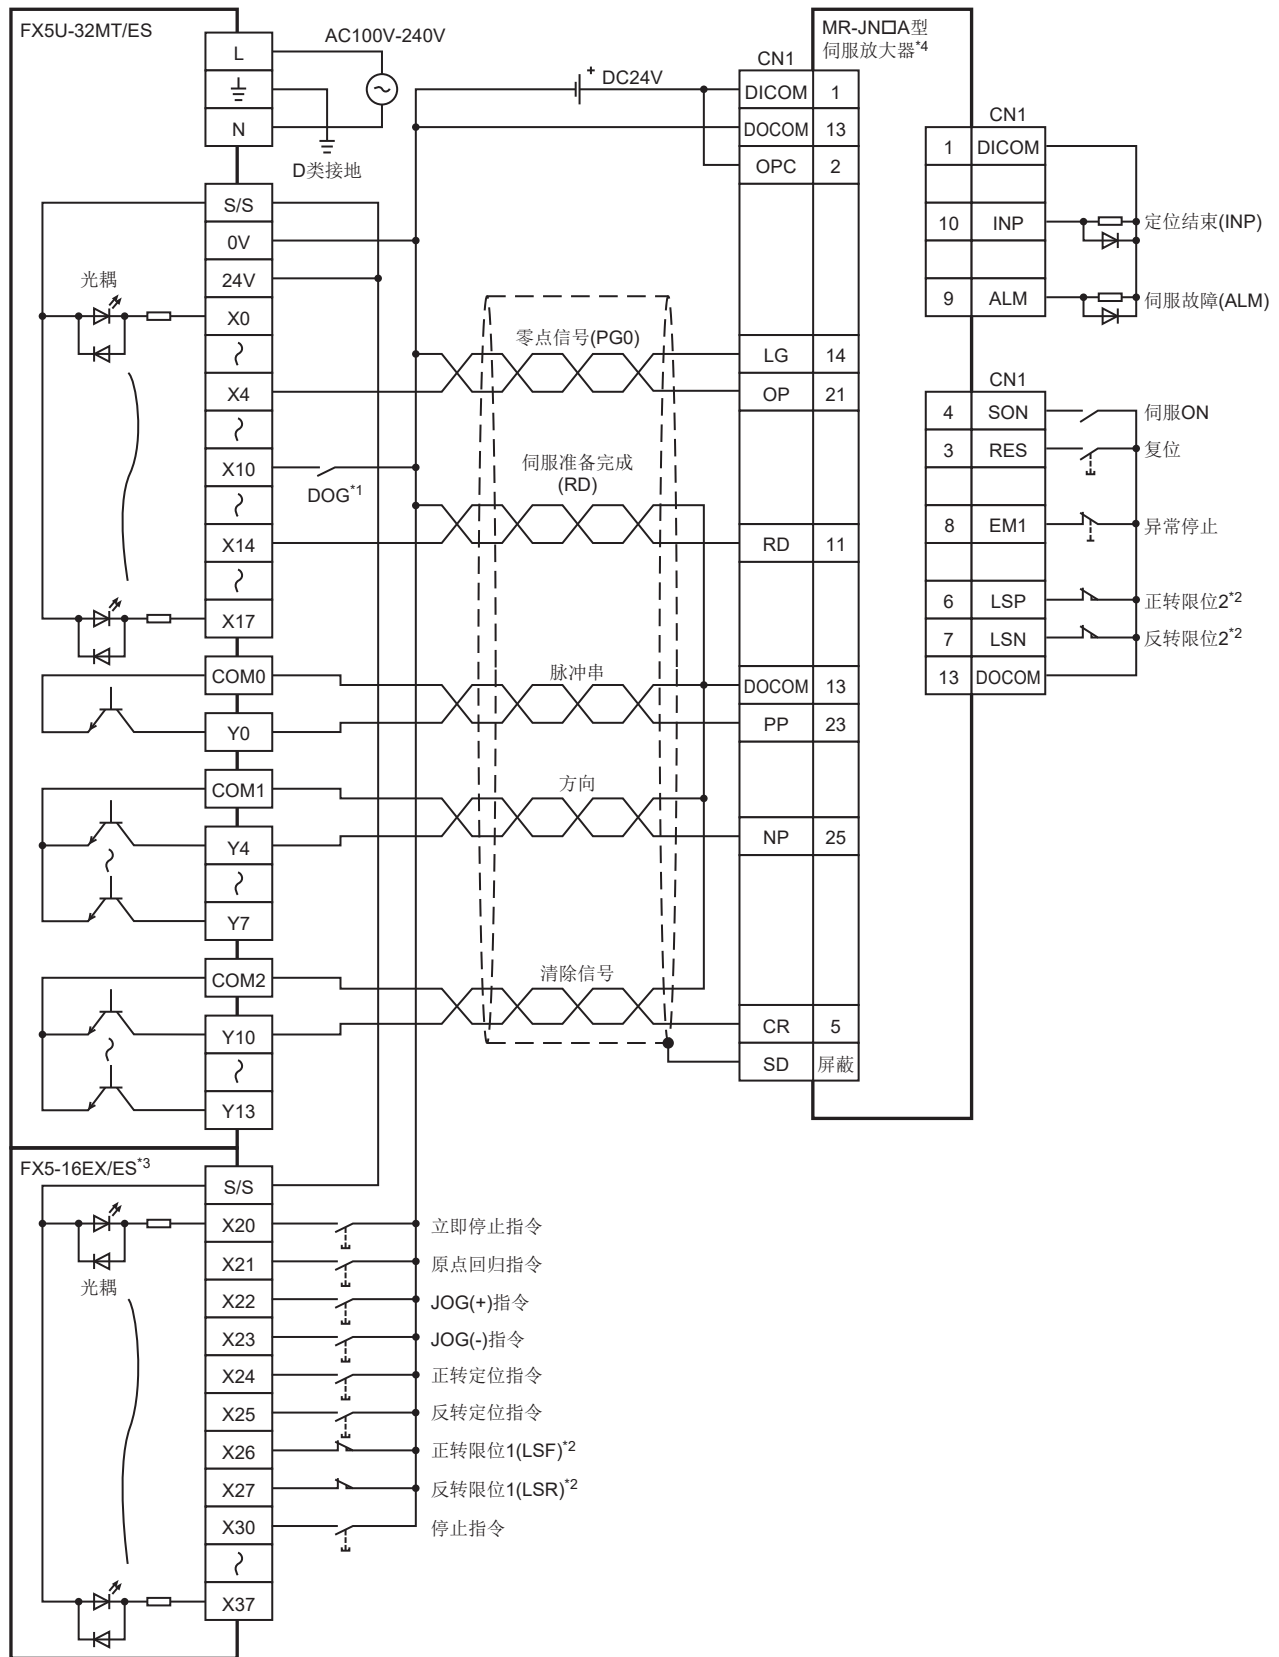 FX5U-32MT/ES
L
N
AC100V-240V
D类接地
S/S
0V
24V
X0
X4
X10
X14
X17
COM0
Y0
COM1
Y4
Y7
COM2
Y10
Y13
光耦
DOG*1
+ DC24V
零点信号(PG0)
伺服准备完成
(RD)
脉冲串
方向
清除信号
MR-JN□A型
伺服放大器*4
CN1
DICOM 1
DOCOM 13
OPC 2
LG 14
OP 21
RD 11
DOCOM 13
PP 23
NP 25
CR 5
SD 屏蔽
CN1
1 DICOM
10 INP 定位结束(INP)
9 ALM 伺服故障(ALM)
CN1
4 SON 伺服ON
3 RES 复位
8 EM1 异常停止
6 LSP 正转限位2*2
7 LSN 反转限位2*2
13 DOCOM
FX5-16EX/ES*3
S/S
光耦
X20 立即停止指令
X21 原点回归指令
X22 JOG(+)指令
X23 JOG(-)指令
X24 正转定位指令
X25 反转定位指令
X26 正转限位1(LSF)*2
X27 反转限位1(LSR)*2
X30 停止指令
X37